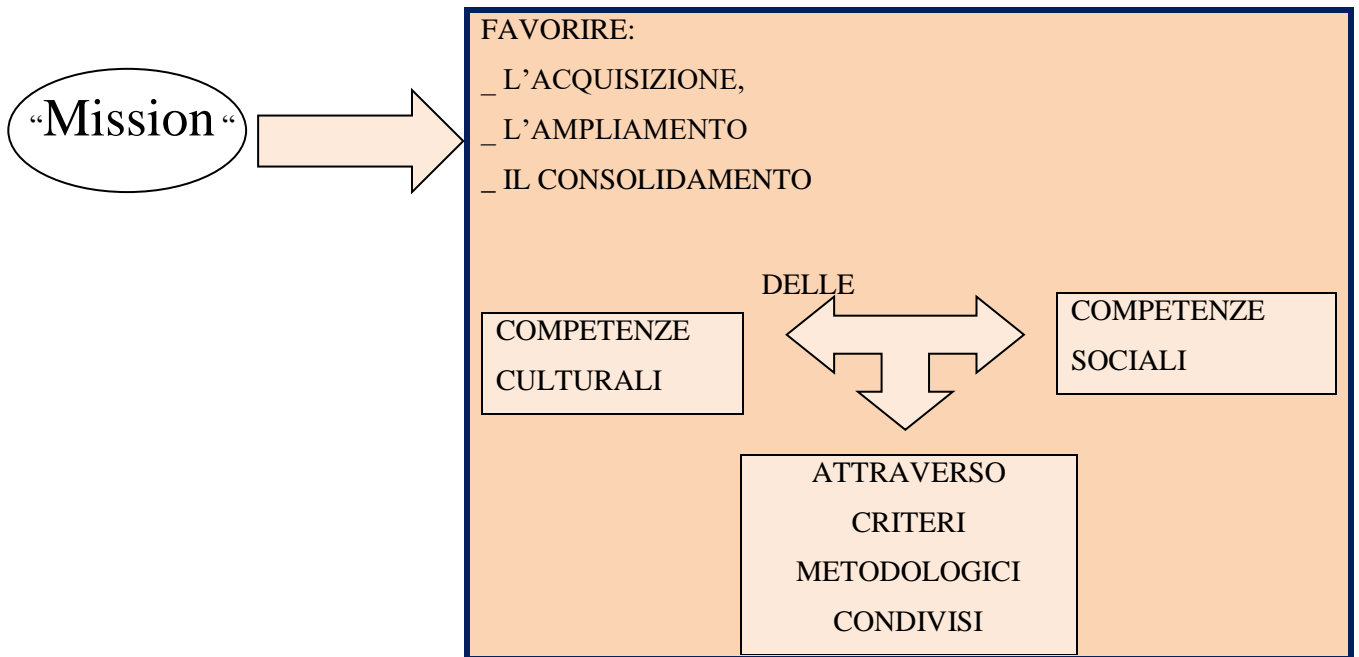 “Mission“
FAVORIRE:
_ L’ACQUISIZIONE,
_ L’AMPLIAMENTO
_ IL CONSOLIDAMENTO
DELLE
COMPETENZE
CULTURALI
COMPETENZE
SOCIALI
ATTRAVERSO
CRITERI
METODOLOGICI
CONDIVISI